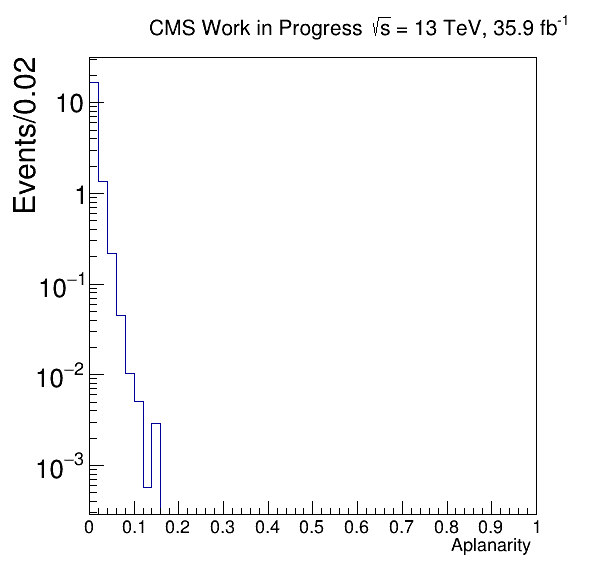 CMS Work in Progress √s = 13 TeV, 35.9 fb⁻¹
Events/0.02
10
1
10⁻¹
10⁻²
10⁻³
0 0.1 0.2 0.3 0.4 0.5 0.6 0.7 0.8 0.9 1
Aplanarity